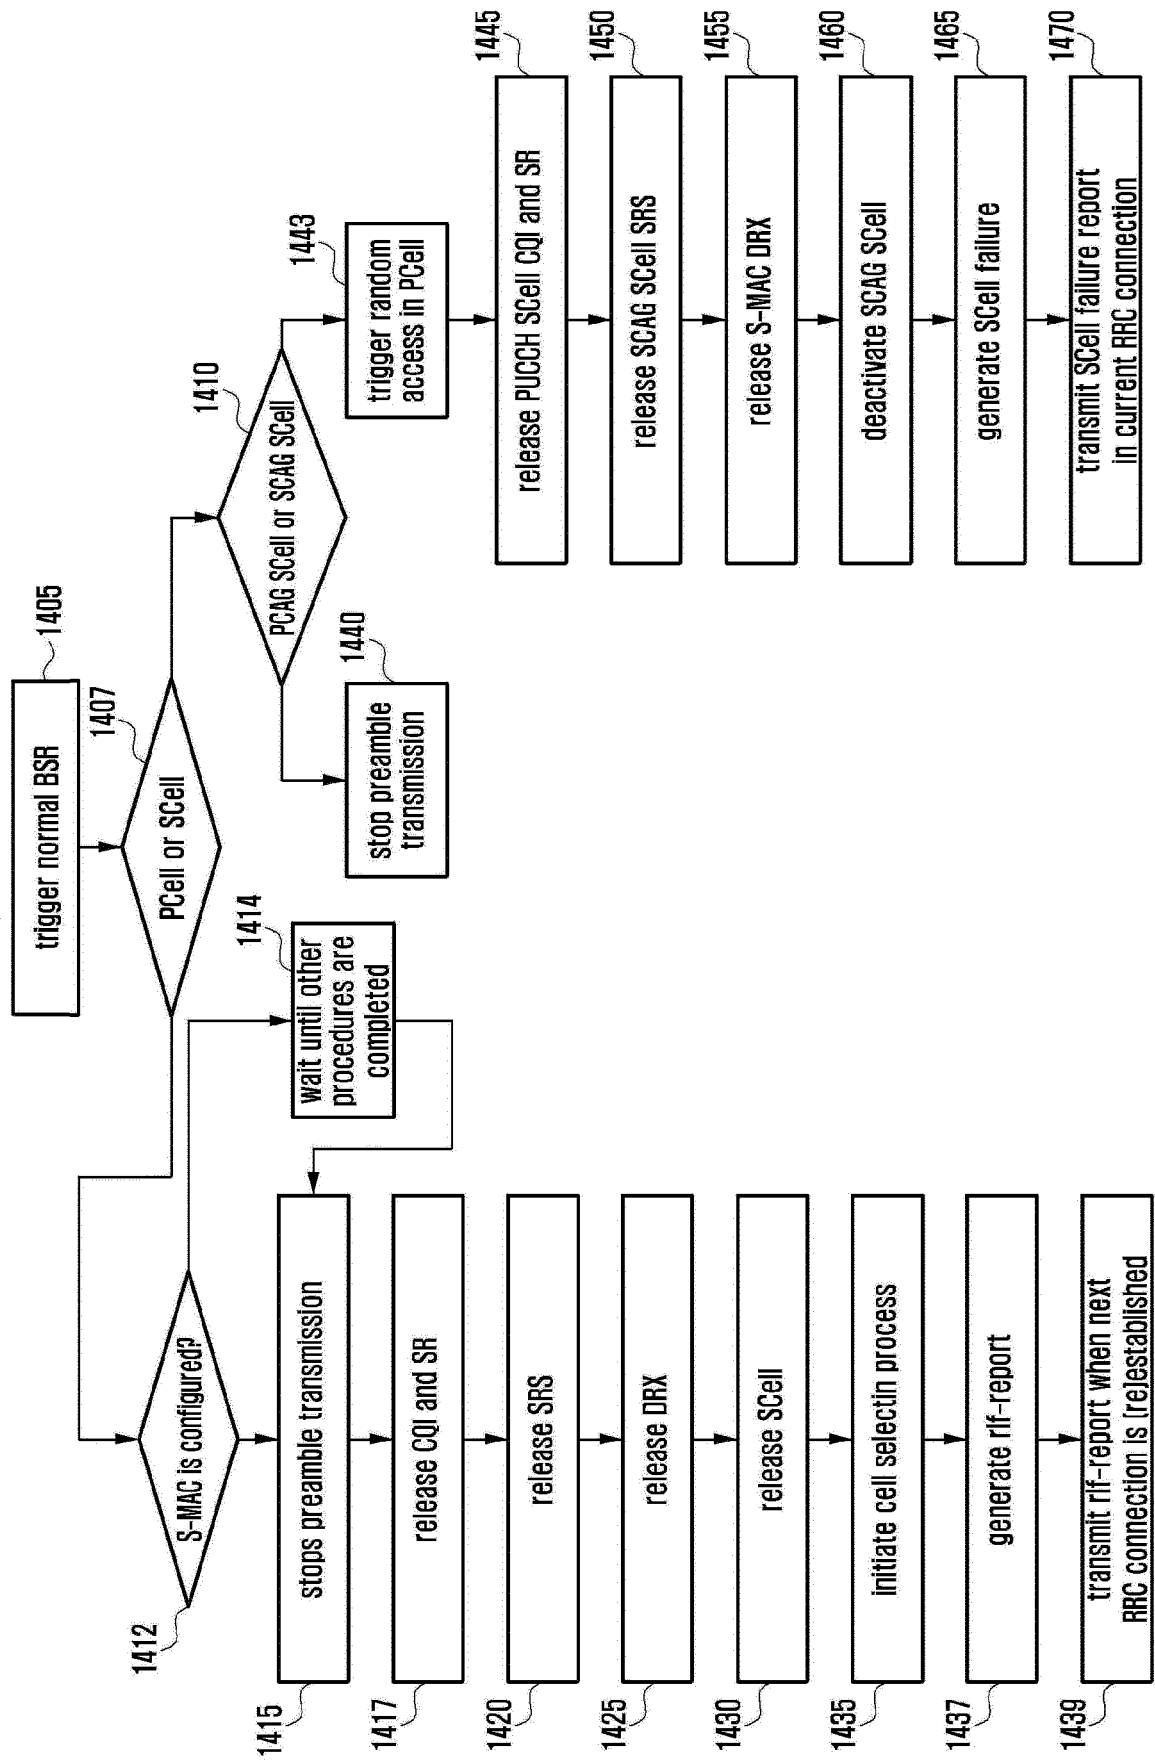 trigger normal BSR
1405
PCell or SCell
1407
S-MAC is configured?
1412
wait until other
procedures are
completed
1414
stops preamble transmission
1415
release CQI and SR
1417
release SRS
1420
release DRX
1425
release SCell
1430
initiate cell selectin process
1435
generate rlf-report
1437
transmit rlf-report when next
RRC connection is (re)established
1439
PCAG SCell or SCAG SCell
1410
stop preamble
transmission
1440
trigger random
access in PCell
1443
release PUCCH SCell CQI and SR
1445
release SCAG SCell SRS
1450
release S-MAC DRX
1455
deactivate SCAG SCell
1460
generate SCell failure
1465
transmit SCell failure report
in current RRC connection
1470